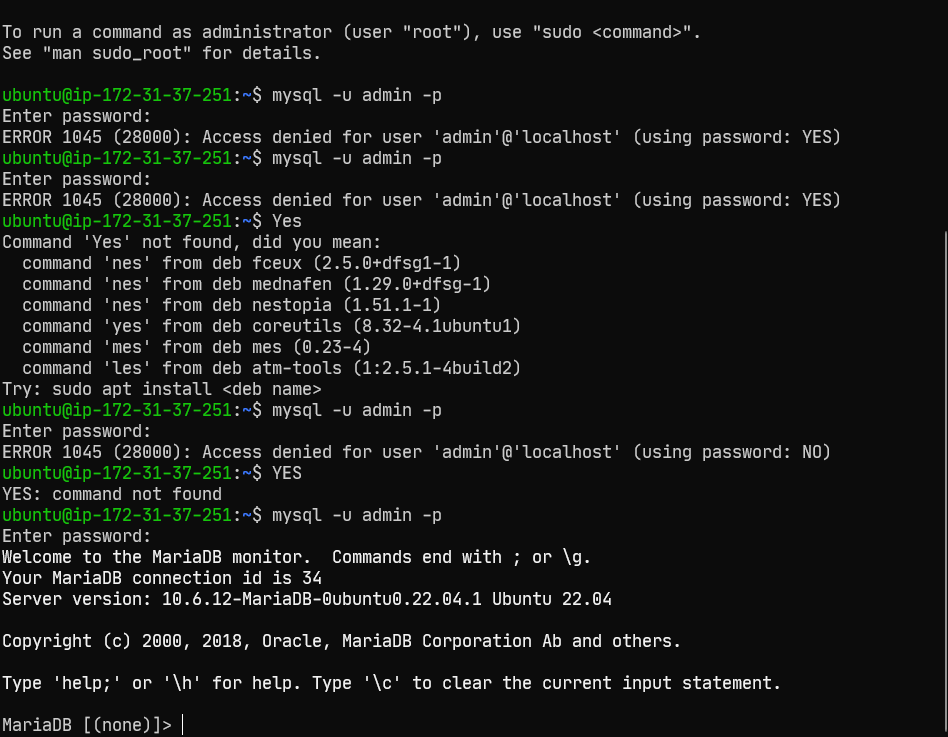 To run a command as administrator (user "root"), use "sudo <command>".
See "man sudo_root" for details.
ubuntu@ip-172-31-37-251:~$ mysql -u admin -p
Enter password:
ERROR 1045 (28000): Access denied for user 'admin'@'localhost' (using password: YES)
ubuntu@ip-172-31-37-251:~$ mysql -u admin -p
Enter password:
ERROR 1045 (28000): Access denied for user 'admin'@'localhost' (using password: YES)
ubuntu@ip-172-31-37-251:~$ Yes
Command 'Yes' not found, did you mean:
  command 'nes' from deb fceux (2.5.0+dfsg1-1)
  command 'nes' from deb mednafen (1.29.0+dfsg-1)
  command 'nes' from deb nestopia (1.51.1-1)
  command 'yes' from deb coreutils (8.32-4.1ubuntu1)
  command 'mes' from deb mes (0.23-4)
  command 'les' from deb atm-tools (1:2.5.1-4build2)
Try: sudo apt install <deb name>
ubuntu@ip-172-31-37-251:~$ mysql -u admin -p
Enter password:
ERROR 1045 (28000): Access denied for user 'admin'@'localhost' (using password: NO)
ubuntu@ip-172-31-37-251:~$ YES
YES: command not found
ubuntu@ip-172-31-37-251:~$ mysql -u admin -p
Enter password:
Welcome to the MariaDB monitor.  Commands end with ; or \g.
Your MariaDB connection id is 34
Server version: 10.6.12-MariaDB-0ubuntu0.22.04.1 Ubuntu 22.04
Copyright (c) 2000, 2018, Oracle, MariaDB Corporation Ab and others.
Type 'help;' or '\h' for help. Type '\c' to clear the current input statement.
MariaDB [(none)]>